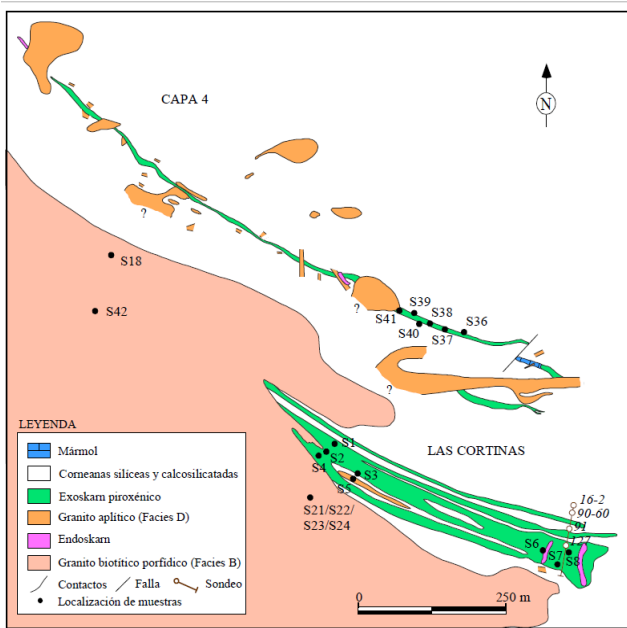 CAPA 4
N
?
S18
S42
S39
S38
S36
S41
S40
S37
?
?
LEYENDA
Mármol
Corneanas silíceas y calcosilicatadas
Exoskarn piroxénico
Granito aplítico (Facies D)
Endoskarn
Granito biotítico porfídico (Facies B)
Contactos
Falla
Sondeo
Localización de muestras
LAS CORTINAS
S1
S2
S4
S3
S5
S21/S22/
S23/S24
16-2
90-60
91
122
S6
S7
S8
0
250 m